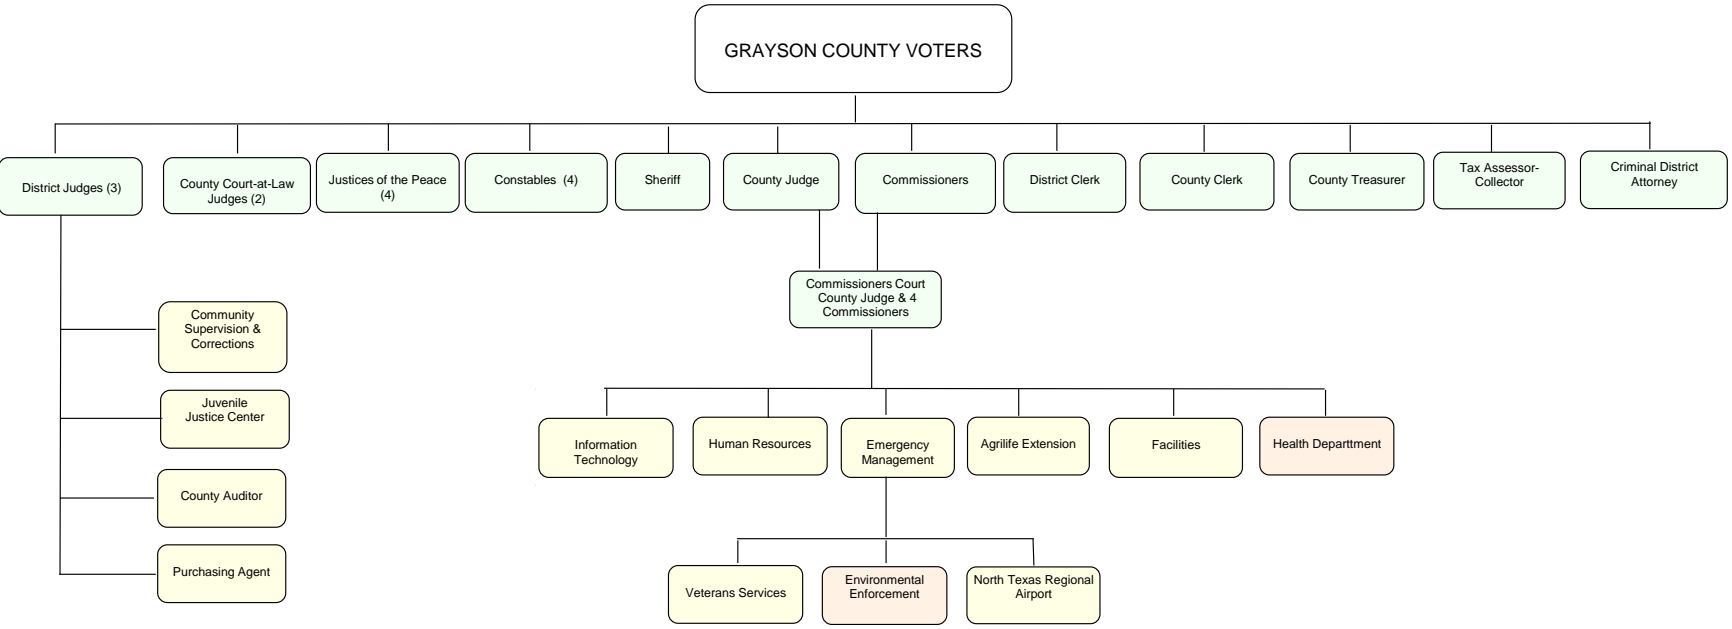 GRAYSON COUNTY VOTERS
District Judges (3)
County Court-at-Law
Judges (2)
Justices of the Peace
(4)
Constables (4)
Sheriff
County Judge
Commissioners
District Clerk
County Clerk
County Treasurer
Tax Assessor-
Collector
Criminal District
Attorney
Commissioners Court
County Judge & 4
Commissioners
Community
Supervision &
Corrections
Juvenile
Justice Center
County Auditor
Purchasing Agent
Information
Technology
Human Resources
Emergency
Management
Agrilife Extension
Facilities
Health Departtment
Veterans Services
Environmental
Enforcement
North Texas Regional
Airport